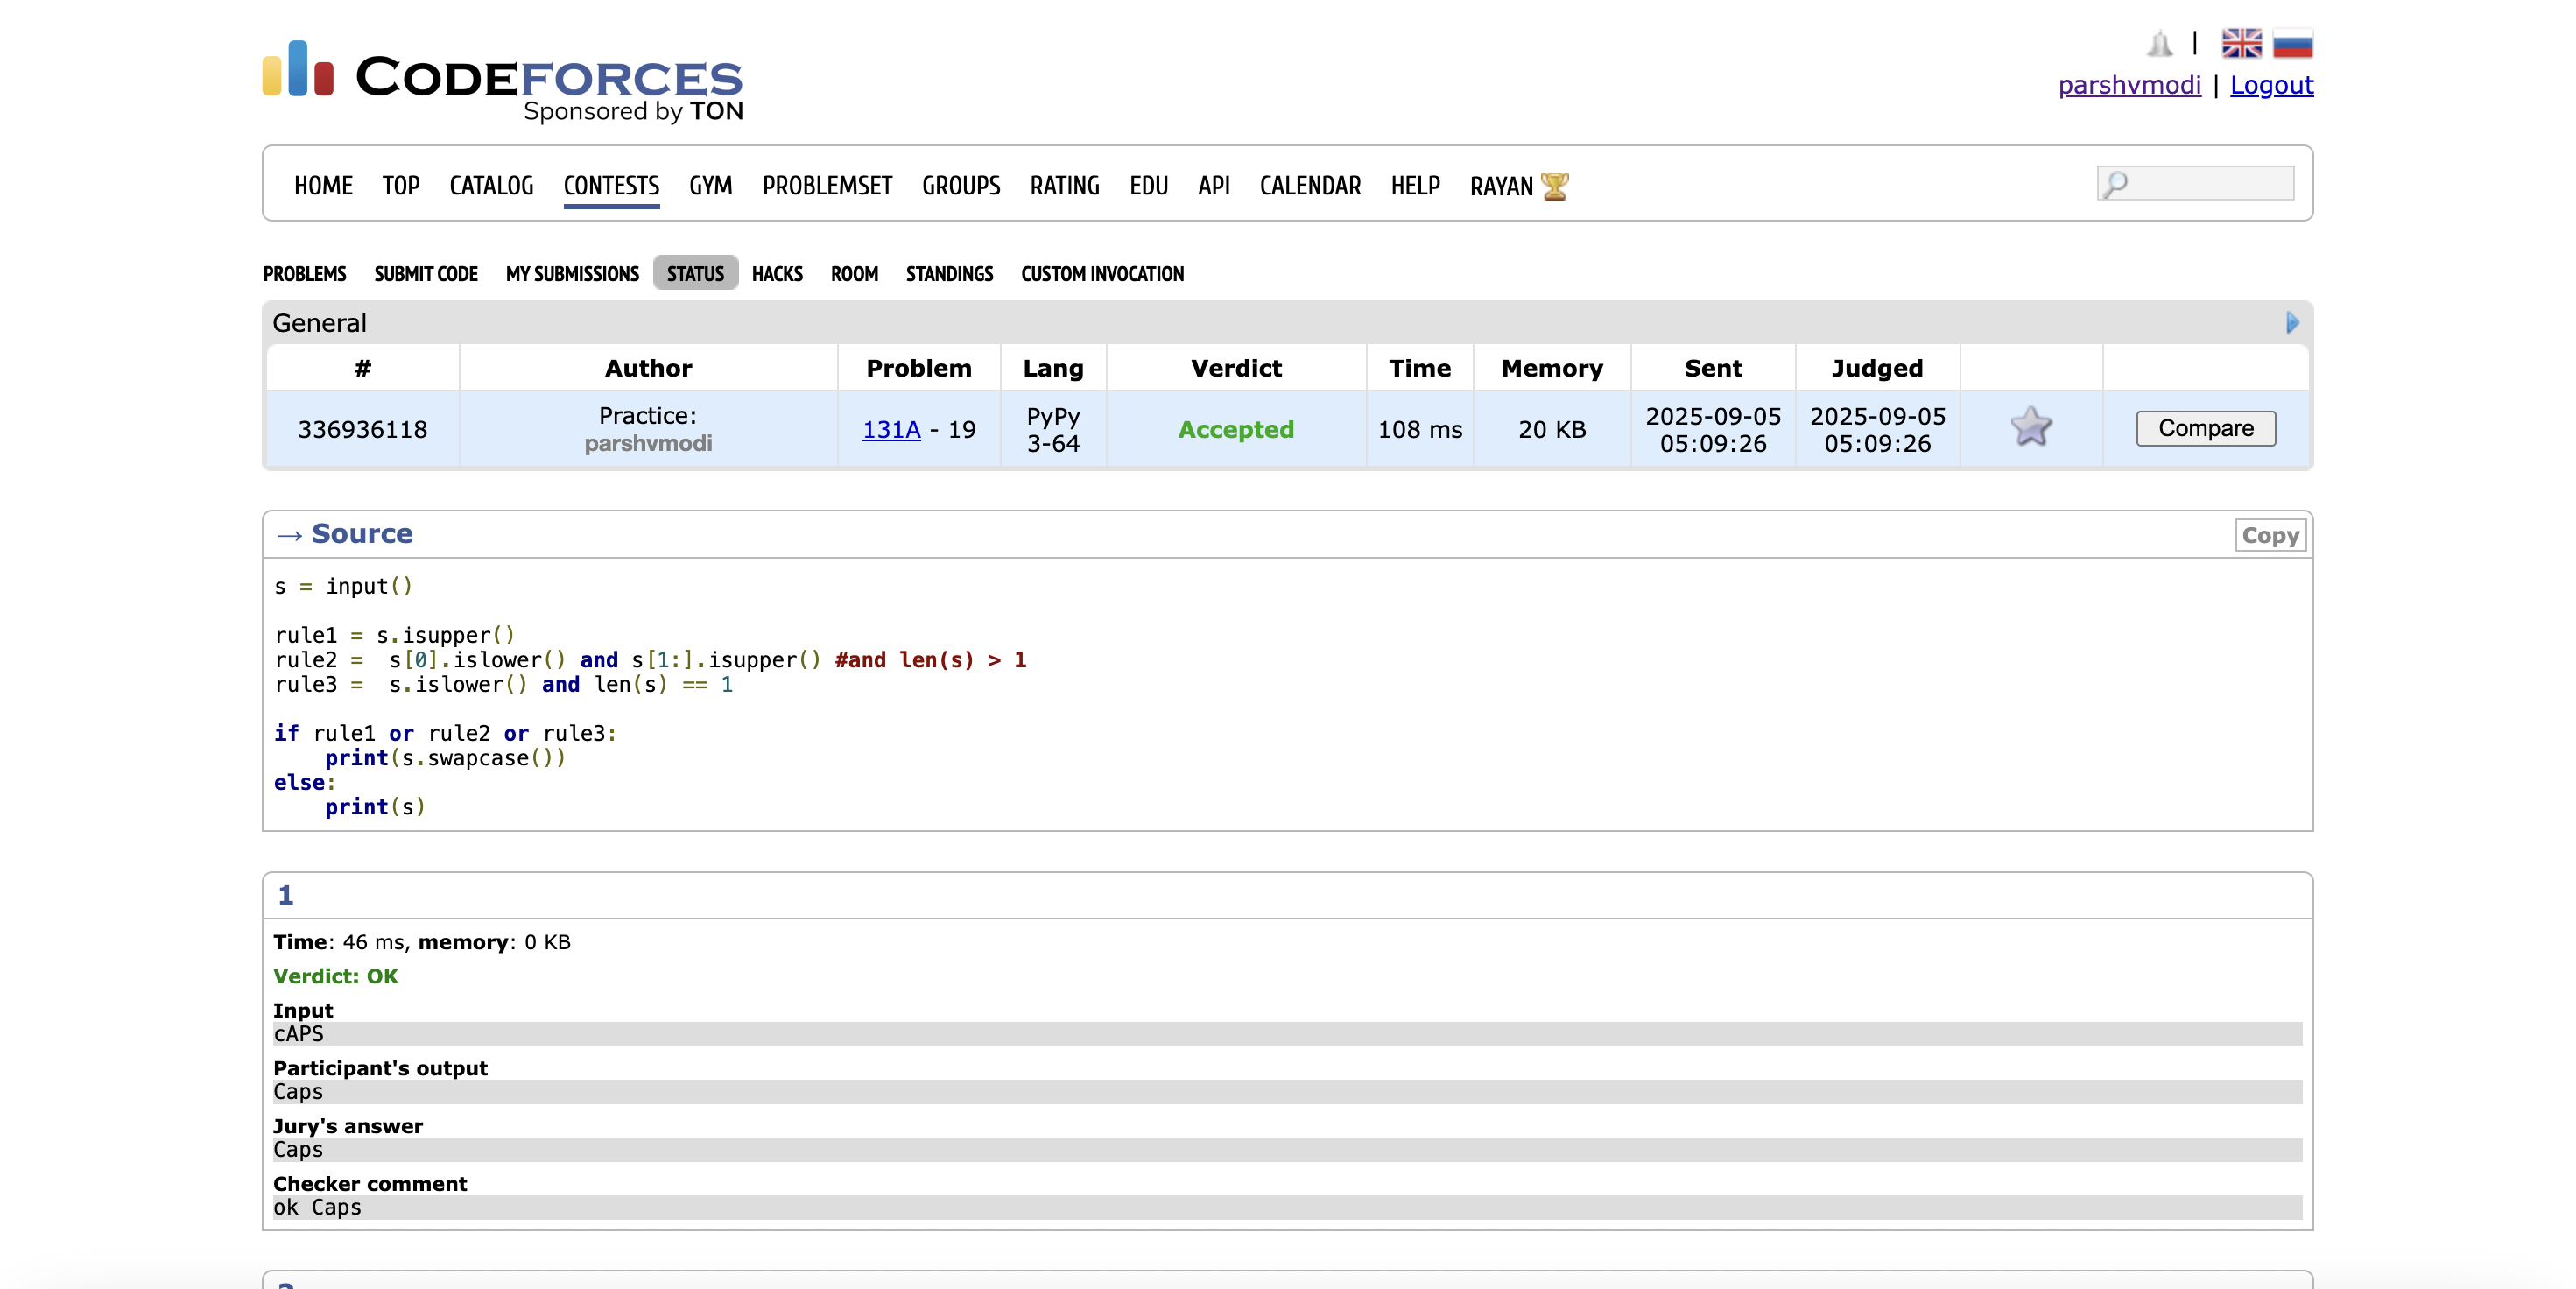 |
CODEFORCES
Sponsored by TON
parshvmodi | Logout
HOME TOP CATALOG CONTESTS GYM PROBLEMSET GROUPS RATING EDU API CALENDAR HELP RAYAN
PROBLEMS SUBMIT CODE MY SUBMISSIONS STATUS HACKS ROOM STANDINGS CUSTOM INVOCATION
General
# Author Problem Lang Verdict Time Memory Sent Judged
336936118 Practice: parshvmodi 131A - 19 PyPy 3-64 Accepted 108 ms 20 KB 2025-09-05 05:09:26 2025-09-05 05:09:26 Compare
→ Source Copy
s = input()
rule1 = s.isupper()
rule2 =  s[0].islower() and s[1:].isupper() #and len(s) > 1
rule3 =  s.islower() and len(s) == 1
if rule1 or rule2 or rule3:
    print(s.swapcase())
else:
    print(s)
1
Time: 46 ms, memory: 0 KB
Verdict: OK
Input
cAPS
Participant's output
Caps
Jury's answer
Caps
Checker comment
ok Caps